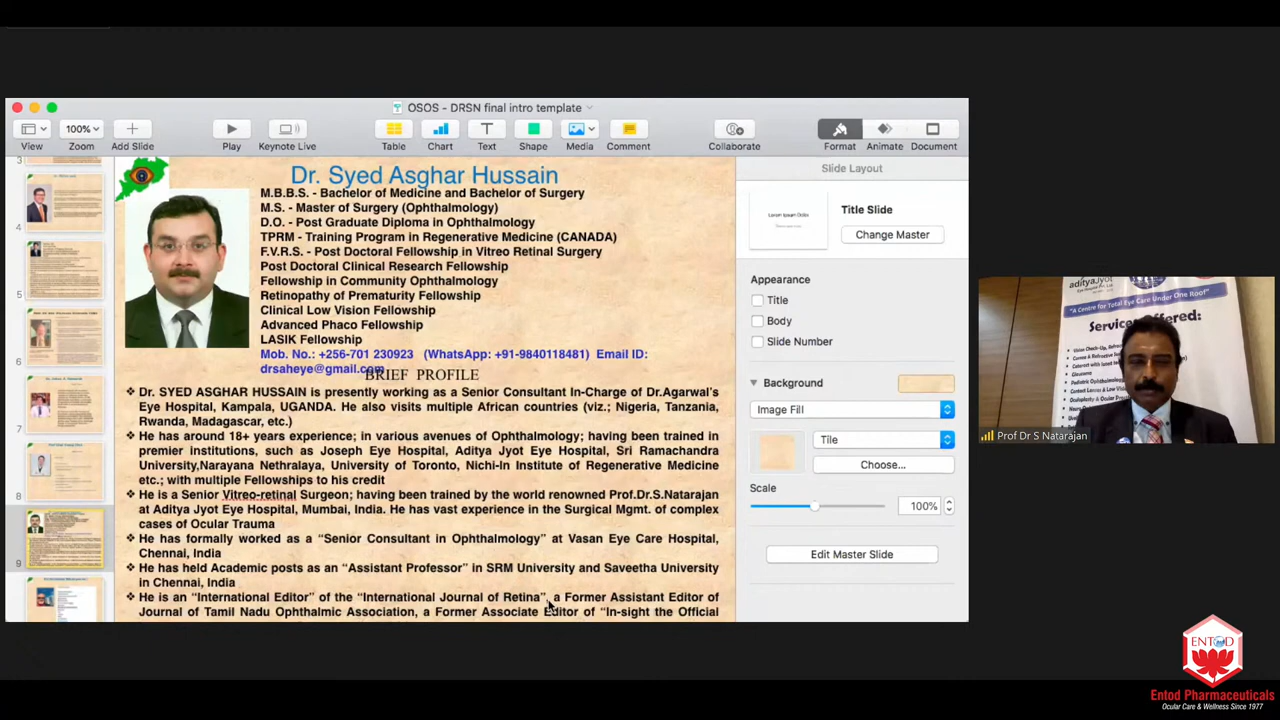 OSOS - DRSN final intro template
View
100%
Zoom
Add Slide
Play
Keynote Live
Table
Chart
Text
Shape
Media
Comment
Collaborate
Format
Animate
Document
3
4
5
6
7
8
9
Dr. Syed Asghar Hussain
M.B.B.S. - Bachelor of Medicine and Bachelor of Surgery
M.S. - Master of Surgery (Ophthalmology)
D.O. - Post Graduate Diploma in Ophthalmology
TPRM - Training Program in Regenerative Medicine (CANADA)
F.V.R.S. - Post Doctoral Fellowship in Vitreo Retinal Surgery
Post Doctoral Clinical Research Fellowship
Fellowship in Community Ophthalmology
Retinopathy of Prematurity Fellowship
Clinical Low Vision Fellowship
Advanced Phaco Fellowship
LASIK Fellowship
Mob. No.: +256-701 230923 (WhatsApp: +91-9840118481) Email ID:
drsaheye@gmail.com
BRIEF PROFILE
❖ Dr. SYED ASGHAR HUSSAIN is presently working as a Senior Consultant In-Charge of Dr.Agarwal's
Eye Hospital, Kampala, UGANDA. He also visits multiple African countries (viz.; Nigeria, Tanzania,
Rwanda, Madagascar, etc.)
❖ He has around 18+ years experience; in various avenues of Ophthalmology; having been trained in
premier institutions, such as Joseph Eye Hospital, Aditya Jyot Eye Hospital, Sri Ramachandra
University,Narayana Nethralaya, University of Toronto, Nichi-In Institute of Regenerative Medicine
etc.; with multiple Fellowships to his credit
❖ He is a Senior Vitreo-retinal Surgeon; having been trained by the world renowned Prof.Dr.S.Natarajan
at Aditya Jyot Eye Hospital, Mumbai, India. He has vast experience in the Surgical Mgmt. of complex
cases of Ocular Trauma
❖ He has formally worked as a “Senior Consultant in Ophthalmology” at Vasan Eye Care Hospital,
Chennai, India
❖ He has held Academic posts as an “Assistant Professor” in SRM University and Saveetha University
in Chennai, India
❖ He is an “International Editor” of the “International Journal of Retina”, a Former Assistant Editor of
Journal of Tamil Nadu Ophthalmic Association, a Former Associate Editor of “In-sight the Official
Slide Layout
Title Slide
Change Master
Appearance
Title
Body
Slide Number
Background
Image Fill
Tile
Choose...
Scale
100%
Edit Master Slide
adityaJyot
Eye Hospital Pvt. Ltd.
"A Centre for Total Eye Care Under One Roof"
Services Offered:
Prof Dr S Natarajan
ENTOD
Entod Pharmaceuticals
Ocular Care & Wellness Since 1977